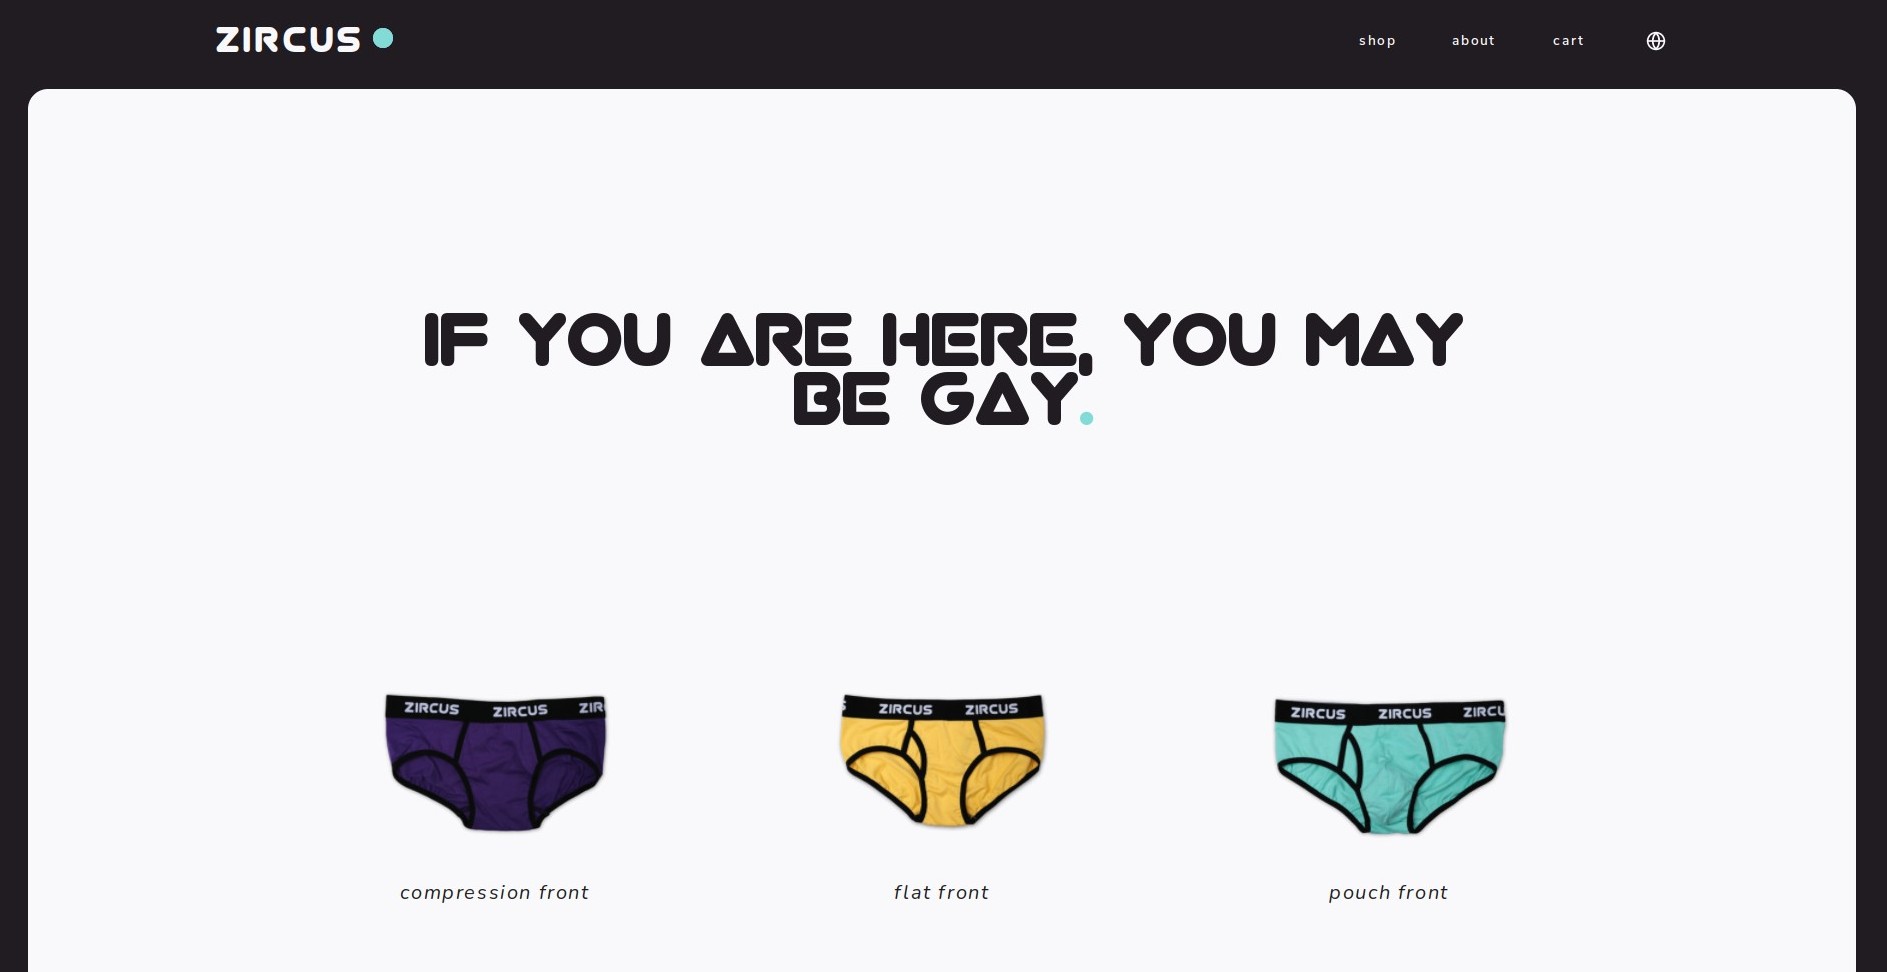 ZIRCUS
shop about cart
IF YOU ARE HERE, YOU MAY
BE GAY.
ZIRCUS ZIRCUS ZIR
S ZIRCUS ZIRCUS
ZIRCUS ZIRCUS ZIRCU
compression front
flat front
pouch front